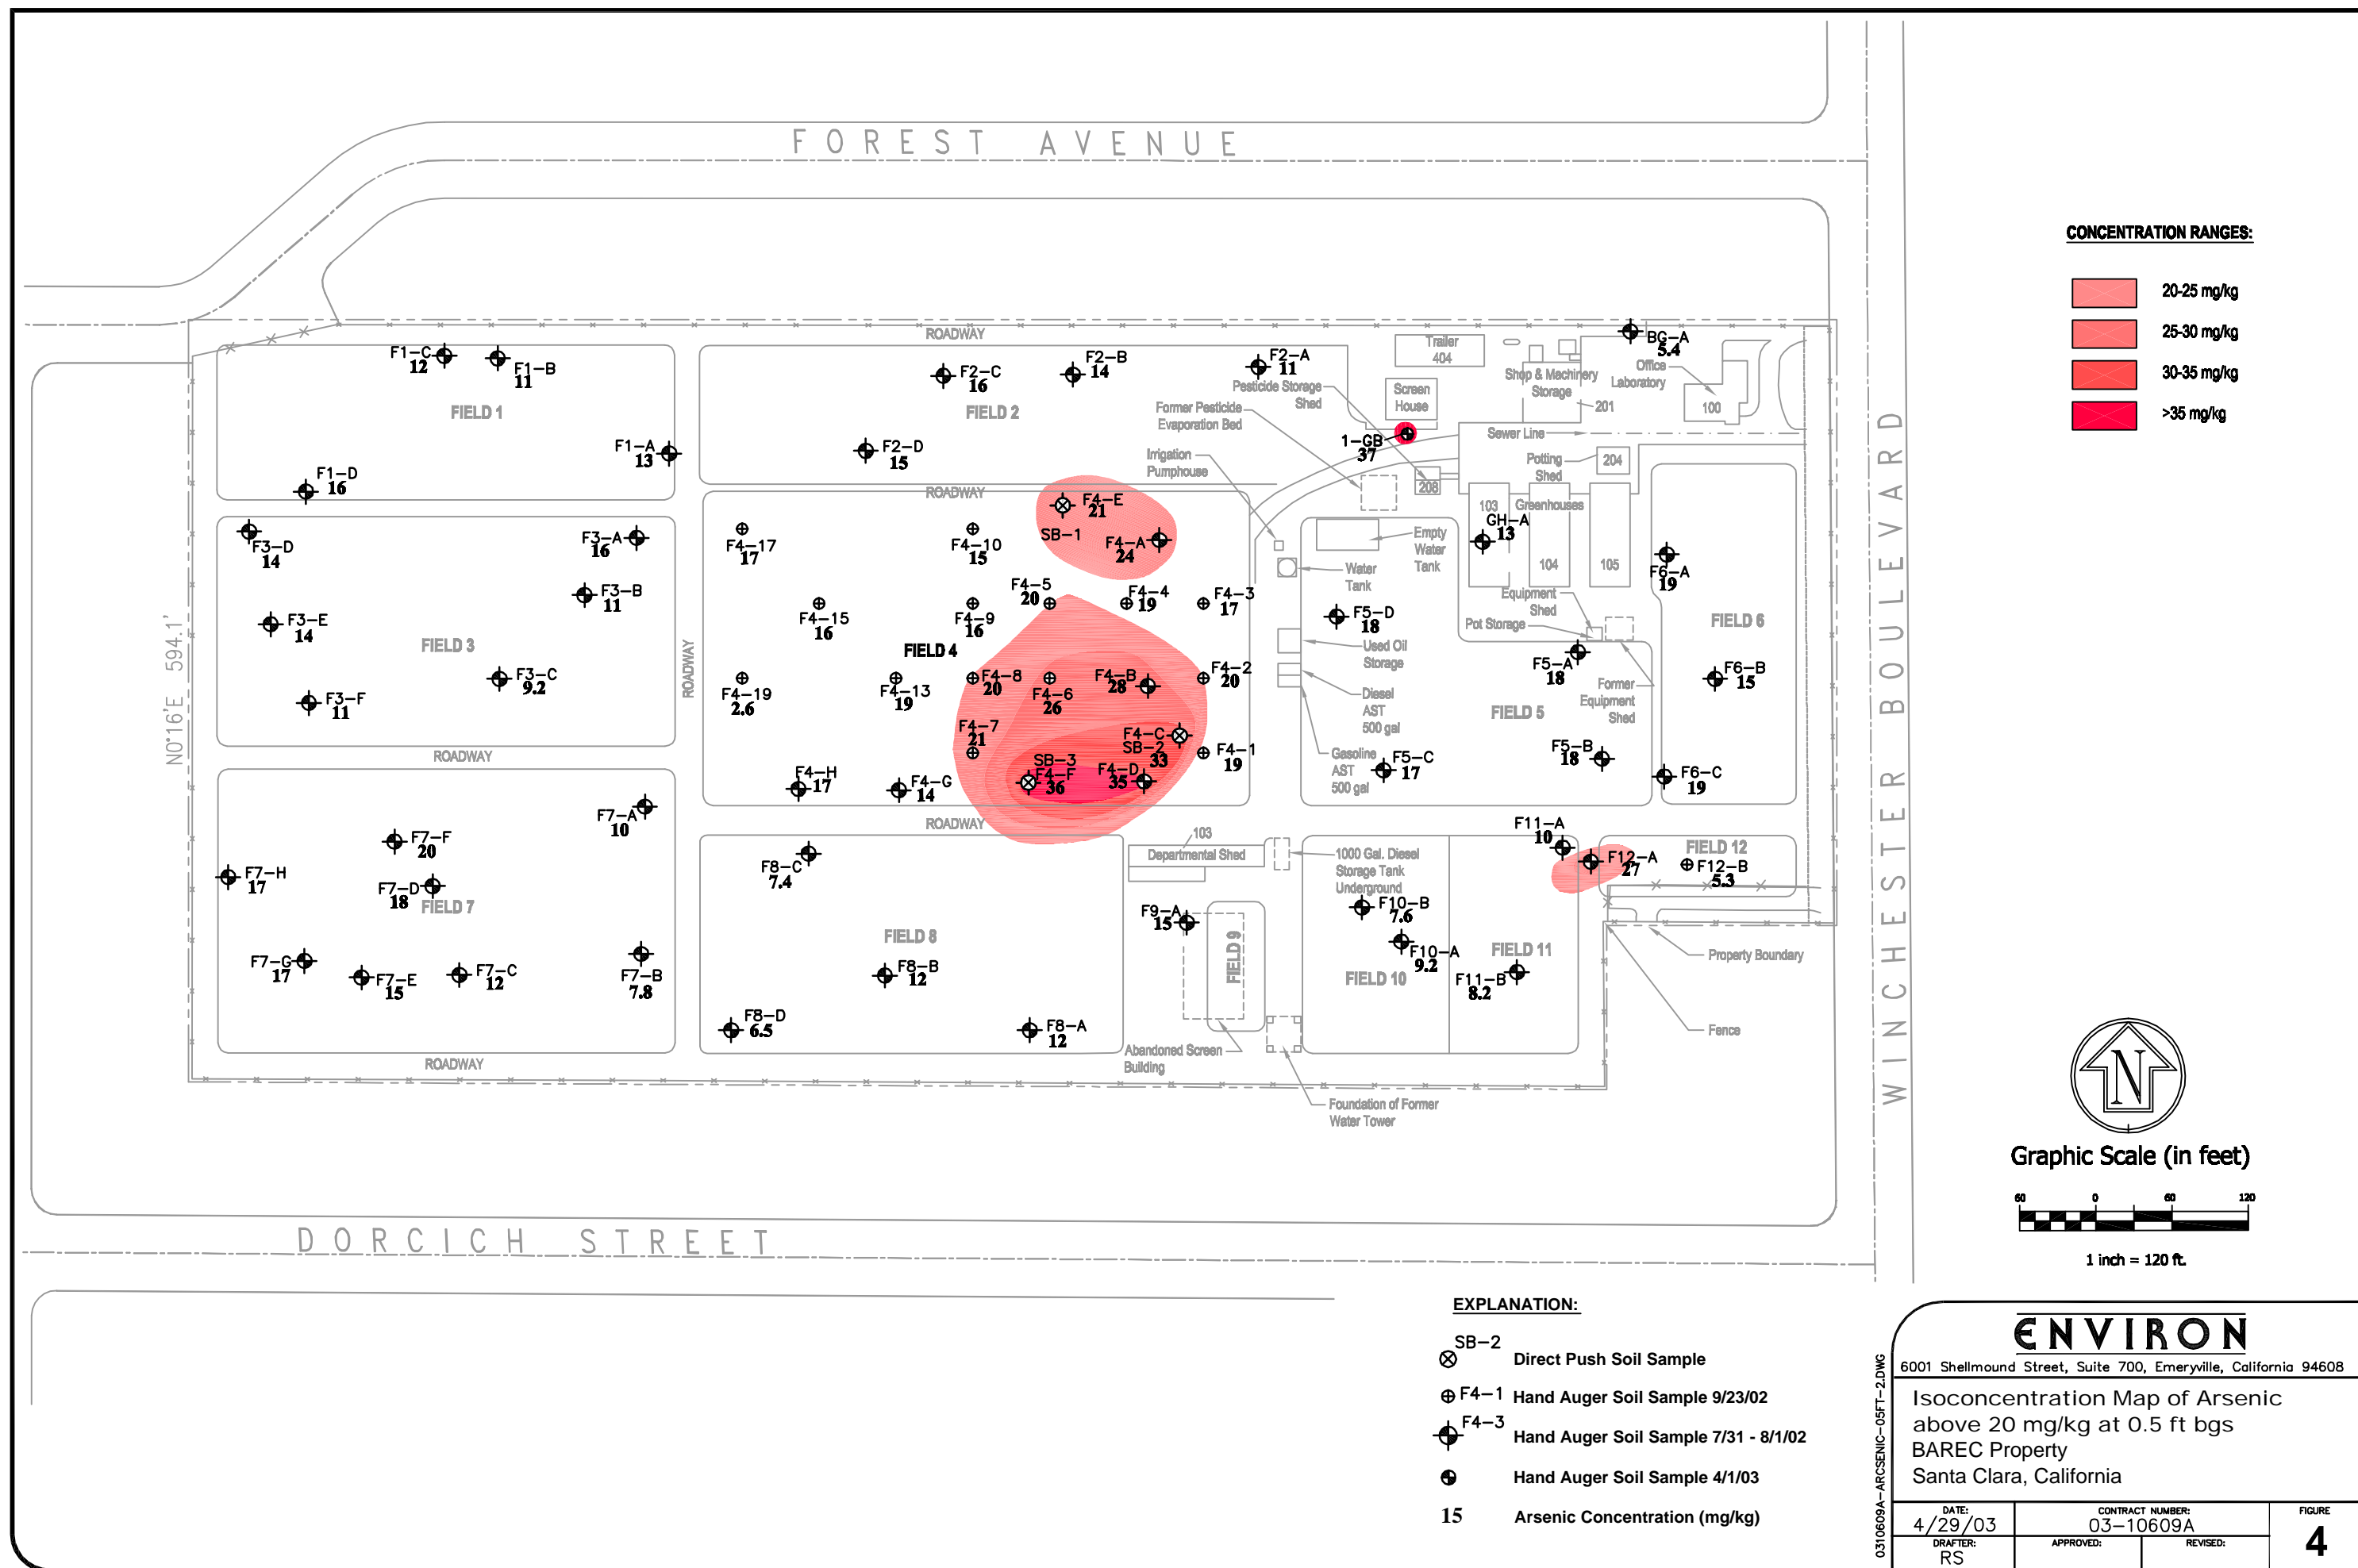 FOREST AVENUE
CONCENTRATION RANGES:
20-25 mg/kg
25-30 mg/kg
30-35 mg/kg
>35 mg/kg
ROADWAY
F1-C
12
F1-B
11
FIELD 1
F1-A
13
F1-D
16
F2-C
16
F2-B
14
F2-A
11
FIELD 2
F2-D
15
Pesticide Storage
Shed
Former Pesticide
Evaporation Bed
Irrigation
Pumphouse
Trailer
404
Screen
House
1-GB
37
Shop & Machinery
Storage
201
BG-A
5.4
Office
Laboratory
100
Sewer Line
Potting
Shed
204
208
103
Greenhouses
GH-A
13
104
105
Empty
Water
Tank
Water
Tank
Equipment
Shed
Pot Storage
Former
Equipment
Shed
Used Oil
Storage
Diesel
AST
500 gal
Gasoline
AST
500 gal
N0°16'E 594.1'
F3-D
14
F3-A
16
F3-B
11
F3-E
14
FIELD 3
F3-C
9.2
F3-F
11
ROADWAY
ROADWAY
ROADWAY
F4-E
21
SB-1
F4-A
24
F4-17
17
F4-10
15
F4-5
20
F4-4
19
F4-3
17
F4-15
16
F4-9
16
FIELD 4
F4-19
2.6
F4-13
19
F4-8
20
F4-6
26
F4-B
28
F4-2
20
F4-7
21
F4-C
SB-2
33
F4-1
19
SB-3
F4-F
36
F4-D
35
F4-H
17
F4-G
14
ROADWAY
F5-D
18
F5-A
18
FIELD 5
F5-B
18
F5-C
17
F6-A
19
FIELD 6
F6-B
15
F6-C
19
F7-A
10
F7-F
20
F7-H
17
F7-D
18
FIELD 7
F7-G
17
F7-E
15
F7-C
12
F7-B
7.8
ROADWAY
F8-C
7.4
FIELD 8
F8-B
12
F8-D
6.5
F8-A
12
103
Departmental Shed
1000 Gal. Diesel
Storage Tank
Underground
F9-A
15
FIELD 9
Abandoned Screen
Building
Foundation of Former
Water Tower
F10-B
7.6
F10-A
9.2
FIELD 10
F11-A
10
FIELD 11
F11-B
8.2
FIELD 12
F12-A
27
F12-B
5.3
Property Boundary
Fence
WINCHESTER BOULEVARD
DORCICH STREET
N
Graphic Scale (in feet)
60 0 60 120
1 inch = 120 ft.
EXPLANATION:
SB-2
Direct Push Soil Sample
F4-1 Hand Auger Soil Sample 9/23/02
F4-3
Hand Auger Soil Sample 7/31 - 8/1/02
Hand Auger Soil Sample 4/1/03
15 Arsenic Concentration (mg/kg)
0310609A-ARCSENIC-05FT-2.DWG
ENVIRON
6001 Shellmound Street, Suite 700, Emeryville, California 94608
Isoconcentration Map of Arsenic
above 20 mg/kg at 0.5 ft bgs
BAREC Property
Santa Clara, California
DATE:
4/29/03
CONTRACT NUMBER:
03-10609A
FIGURE
4
DRAFTER:
RS
APPROVED:
REVISED: